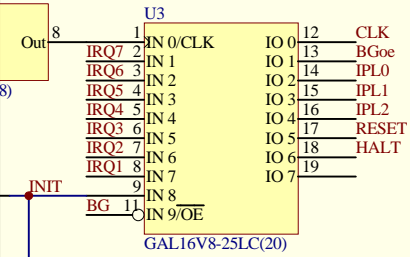 U3
Out 8 1 IN 0/CLK IO 0 12 CLK
IRQ7 2 IN 1 IO 1 13 BGoe
IRQ6 3 IN 2 IO 2 14 IPL0
IRQ5 4 IN 3 IO 3 15 IPL1
IRQ4 5 IN 4 IO 4 16 IPL2
IRQ3 6 IN 5 IO 5 17 RESET
IRQ2 7 IN 6 IO 6 18 HALT
IRQ1 8 IN 7 IO 7 19
INIT 9 IN 8
BG 11 IN 9/OE
GAL16V8-25LC(20)
8)